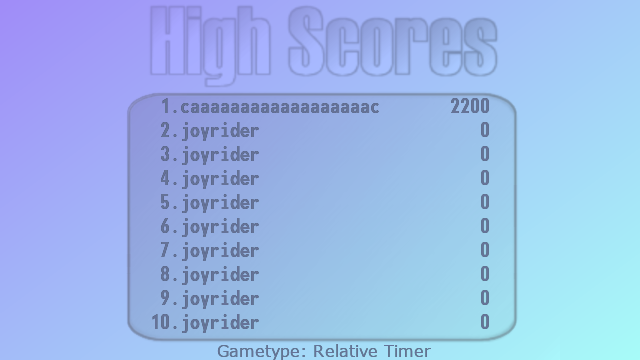 High Scores
1.caaaaaaaaaaaaaaaaaac 2200
2.joyrider 0
3.joyrider 0
4.joyrider 0
5.joyrider 0
6.joyrider 0
7.joyrider 0
8.joyrider 0
9.joyrider 0
10.joyrider 0
Gametype: Relative Timer